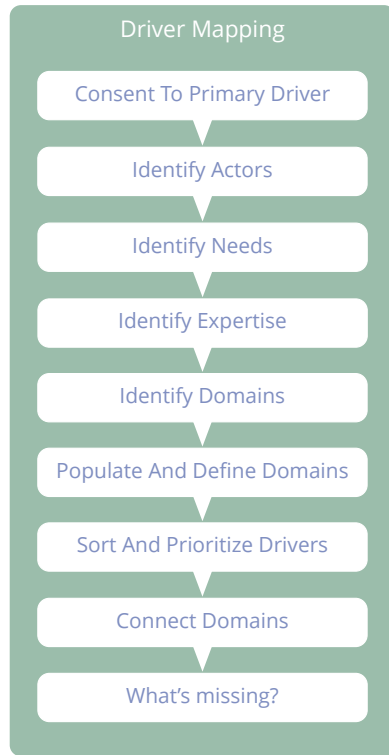 Driver Mapping
Consent To Primary Driver
Identify Actors
Identify Needs
Identify Expertise
Identify Domains
Populate And Define Domains
Sort And Prioritize Drivers
Connect Domains
What’s missing?